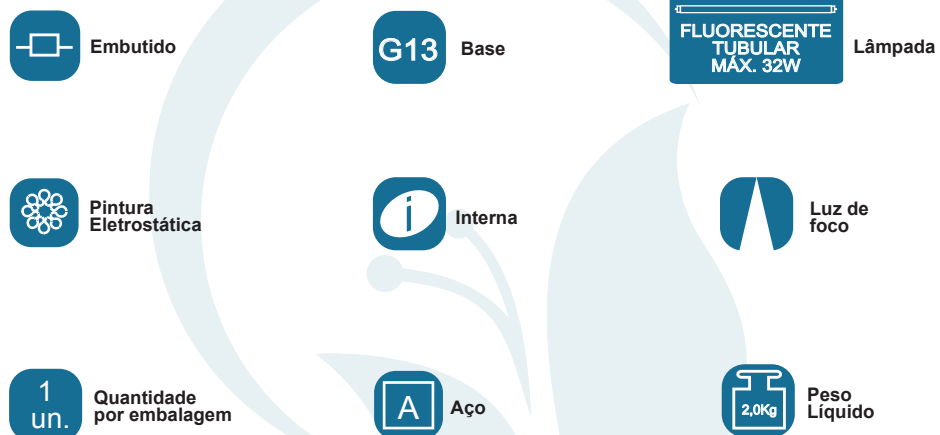 Embutido
G13
Base
FLUORESCENTE
TUBULAR
MÁX. 32W
Lâmpada
Pintura
Eletrostática
i
Interna
Luz de
foco
1
un.
Quantidade
por embalagem
A
Aço
2,0Kg
Peso
Líquido